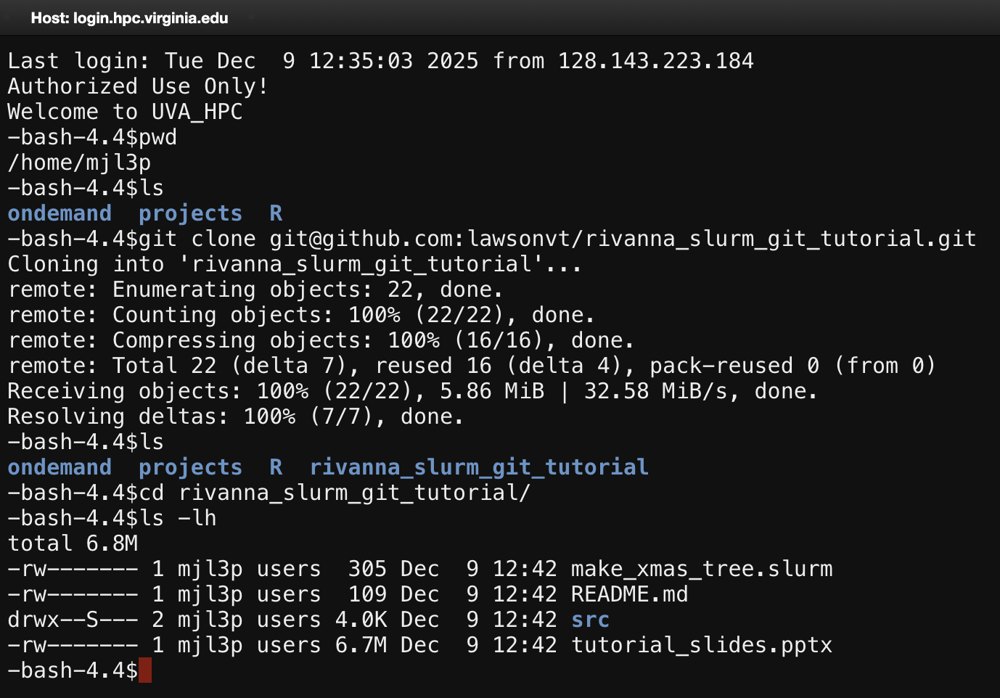 Host: login.hpc.virginia.edu
Last login: Tue Dec  9 12:35:03 2025 from 128.143.223.184
Authorized Use Only!
Welcome to UVA_HPC
-bash-4.4$pwd
/home/mjl3p
-bash-4.4$ls
ondemand  projects  R
-bash-4.4$git clone git@github.com:lawsonvt/rivanna_slurm_git_tutorial.git
Cloning into 'rivanna_slurm_git_tutorial'...
remote: Enumerating objects: 22, done.
remote: Counting objects: 100% (22/22), done.
remote: Compressing objects: 100% (16/16), done.
remote: Total 22 (delta 7), reused 16 (delta 4), pack-reused 0 (from 0)
Receiving objects: 100% (22/22), 5.86 MiB | 32.58 MiB/s, done.
Resolving deltas: 100% (7/7), done.
-bash-4.4$ls
ondemand  projects  R  rivanna_slurm_git_tutorial
-bash-4.4$cd rivanna_slurm_git_tutorial/
-bash-4.4$ls -lh
total 6.8M
-rw------- 1 mjl3p users  305 Dec  9 12:42 make_xmas_tree.slurm
-rw------- 1 mjl3p users  109 Dec  9 12:42 README.md
drwx--S--- 2 mjl3p users 4.0K Dec  9 12:42 src
-rw------- 1 mjl3p users 6.7M Dec  9 12:42 tutorial_slides.pptx
-bash-4.4$